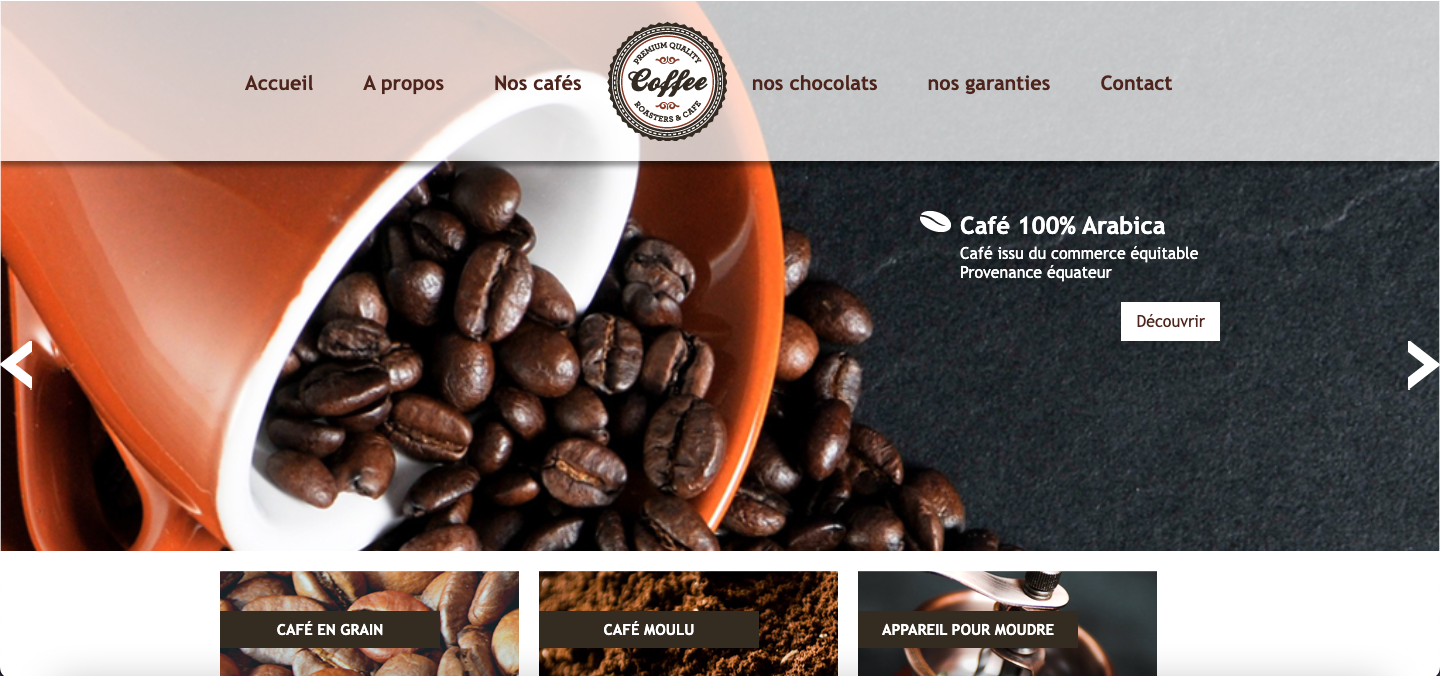 Accueil
A propos
Nos cafés
PREMIUM QUALITY
Coffee
ROASTERS & CAFE
nos chocolats
nos garanties
Contact
Café 100% Arabica
Café issu du commerce équitable
Provenance équateur
Découvrir
CAFÉ EN GRAIN
CAFÉ MOULU
APPAREIL POUR MOUDRE